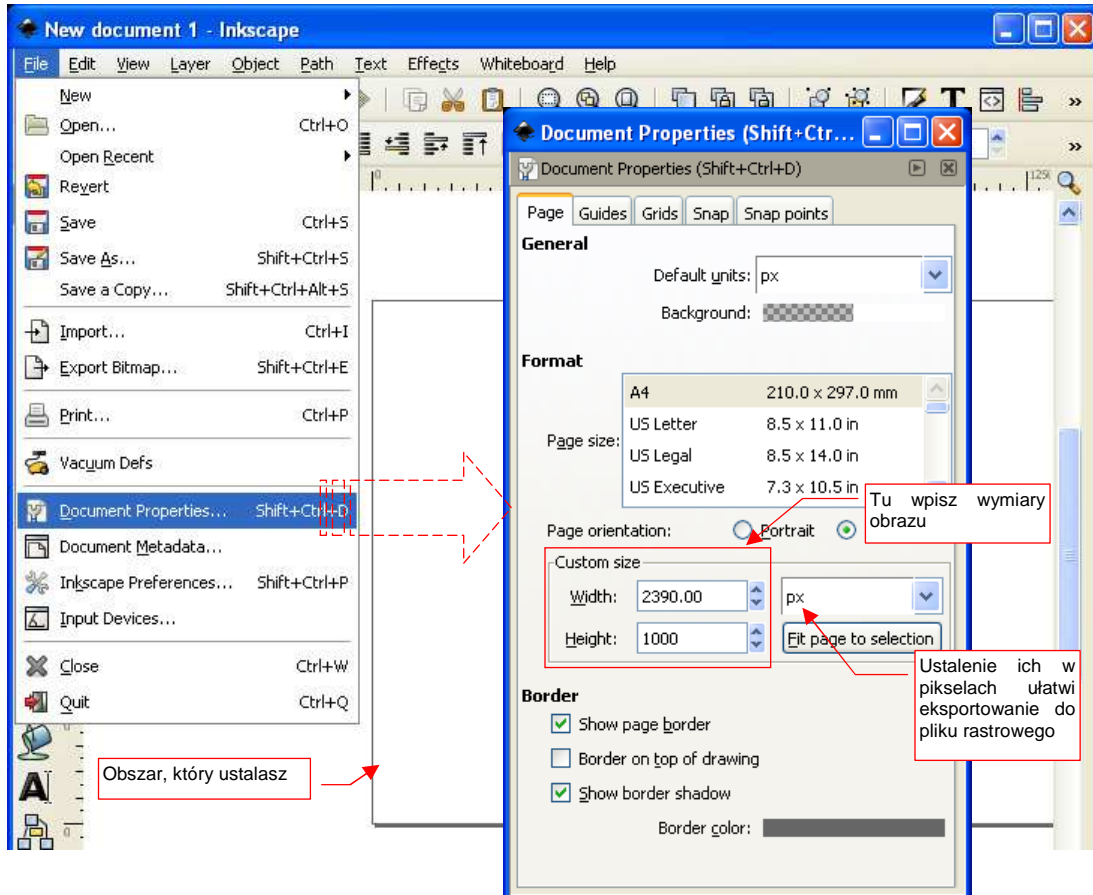 New document 1 - Inkscape
File Edit View Layer Object Path Text Effects Whiteboard Help
New
Open... Ctrl+O
Open Recent
Revert
Save Ctrl+S
Save As... Shift+Ctrl+S
Save a Copy... Shift+Ctrl+Alt+S
Import... Ctrl+I
Export Bitmap... Shift+Ctrl+E
Print... Ctrl+P
Vacuum Defs
Document Properties... Shift+Ctrl+D
Document Metadata...
Inkscape Preferences... Shift+Ctrl+P
Input Devices...
Close Ctrl+W
Quit Ctrl+Q
Document Properties (Shift+Ctr...
Document Properties (Shift+Ctrl+D)
Page Guides Grids Snap Snap points
General
Default units: px
Background:
Format
Page size:
A4 210.0 x 297.0 mm
US Letter 8.5 x 11.0 in
US Legal 8.5 x 14.0 in
US Executive 7.3 x 10.5 in
Page orientation: Portrait
Custom size
Width: 2390.00 px
Height: 1000 Fit page to selection
Border
Show page border
Border on top of drawing
Show border shadow
Border color:
Tu wpisz wymiary
obrazu
Ustalenie ich w
pikselach ułatwi
eksportowanie do
pliku rastrowego
Obszar, który ustalasz
0
125
0